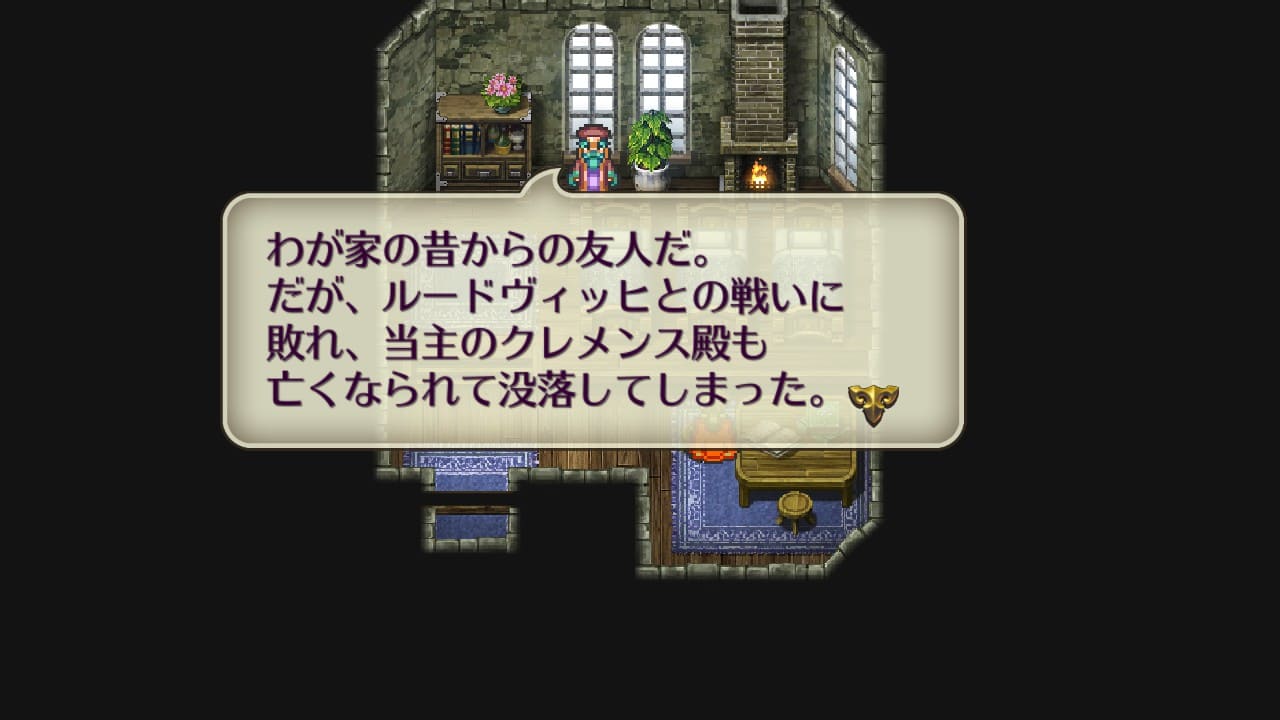 わが家の昔からの友人だ。
だが、ルードヴィッヒとの戦いに
敗れ、当主のクレメンス殿も
亡くなられて没落してしまった。